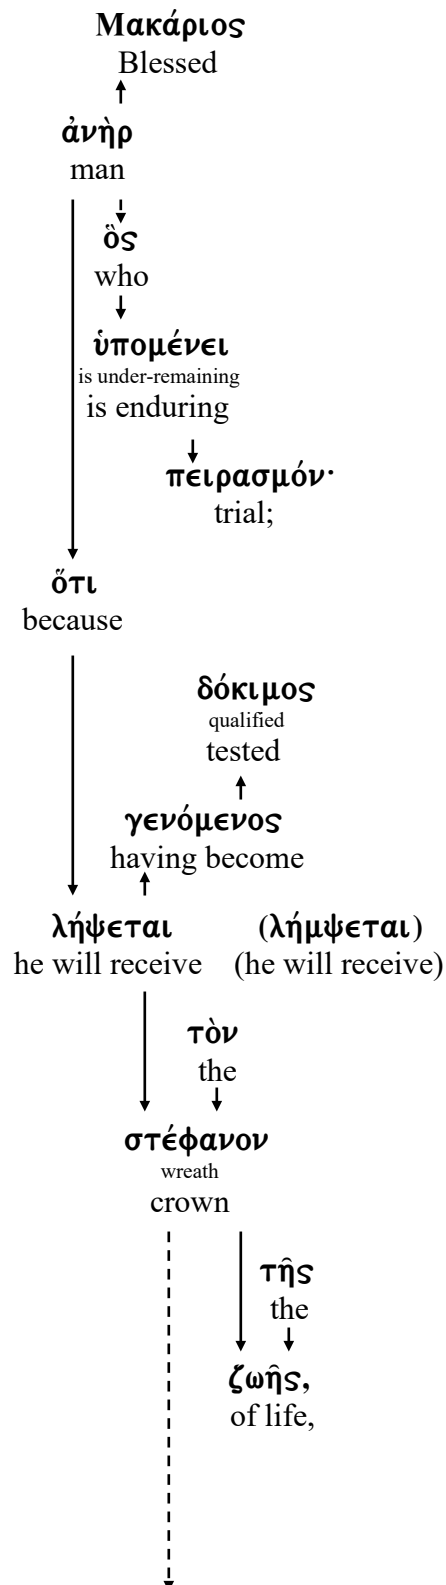 Μακάριος
Blessed
ἀνὴρ
man
ὃς
who
ὑπομένει
is under-remaining
is enduring
πειρασμόν·
trial;
ὅτι
because
δόκιμος
qualified
tested
γενόμενος
having become
λήψεται (λήμψεται)
he will receive (he will receive)
τὸν
the
στέφανον
wreath
crown
τῆς
the
ζωῆς,
of life,